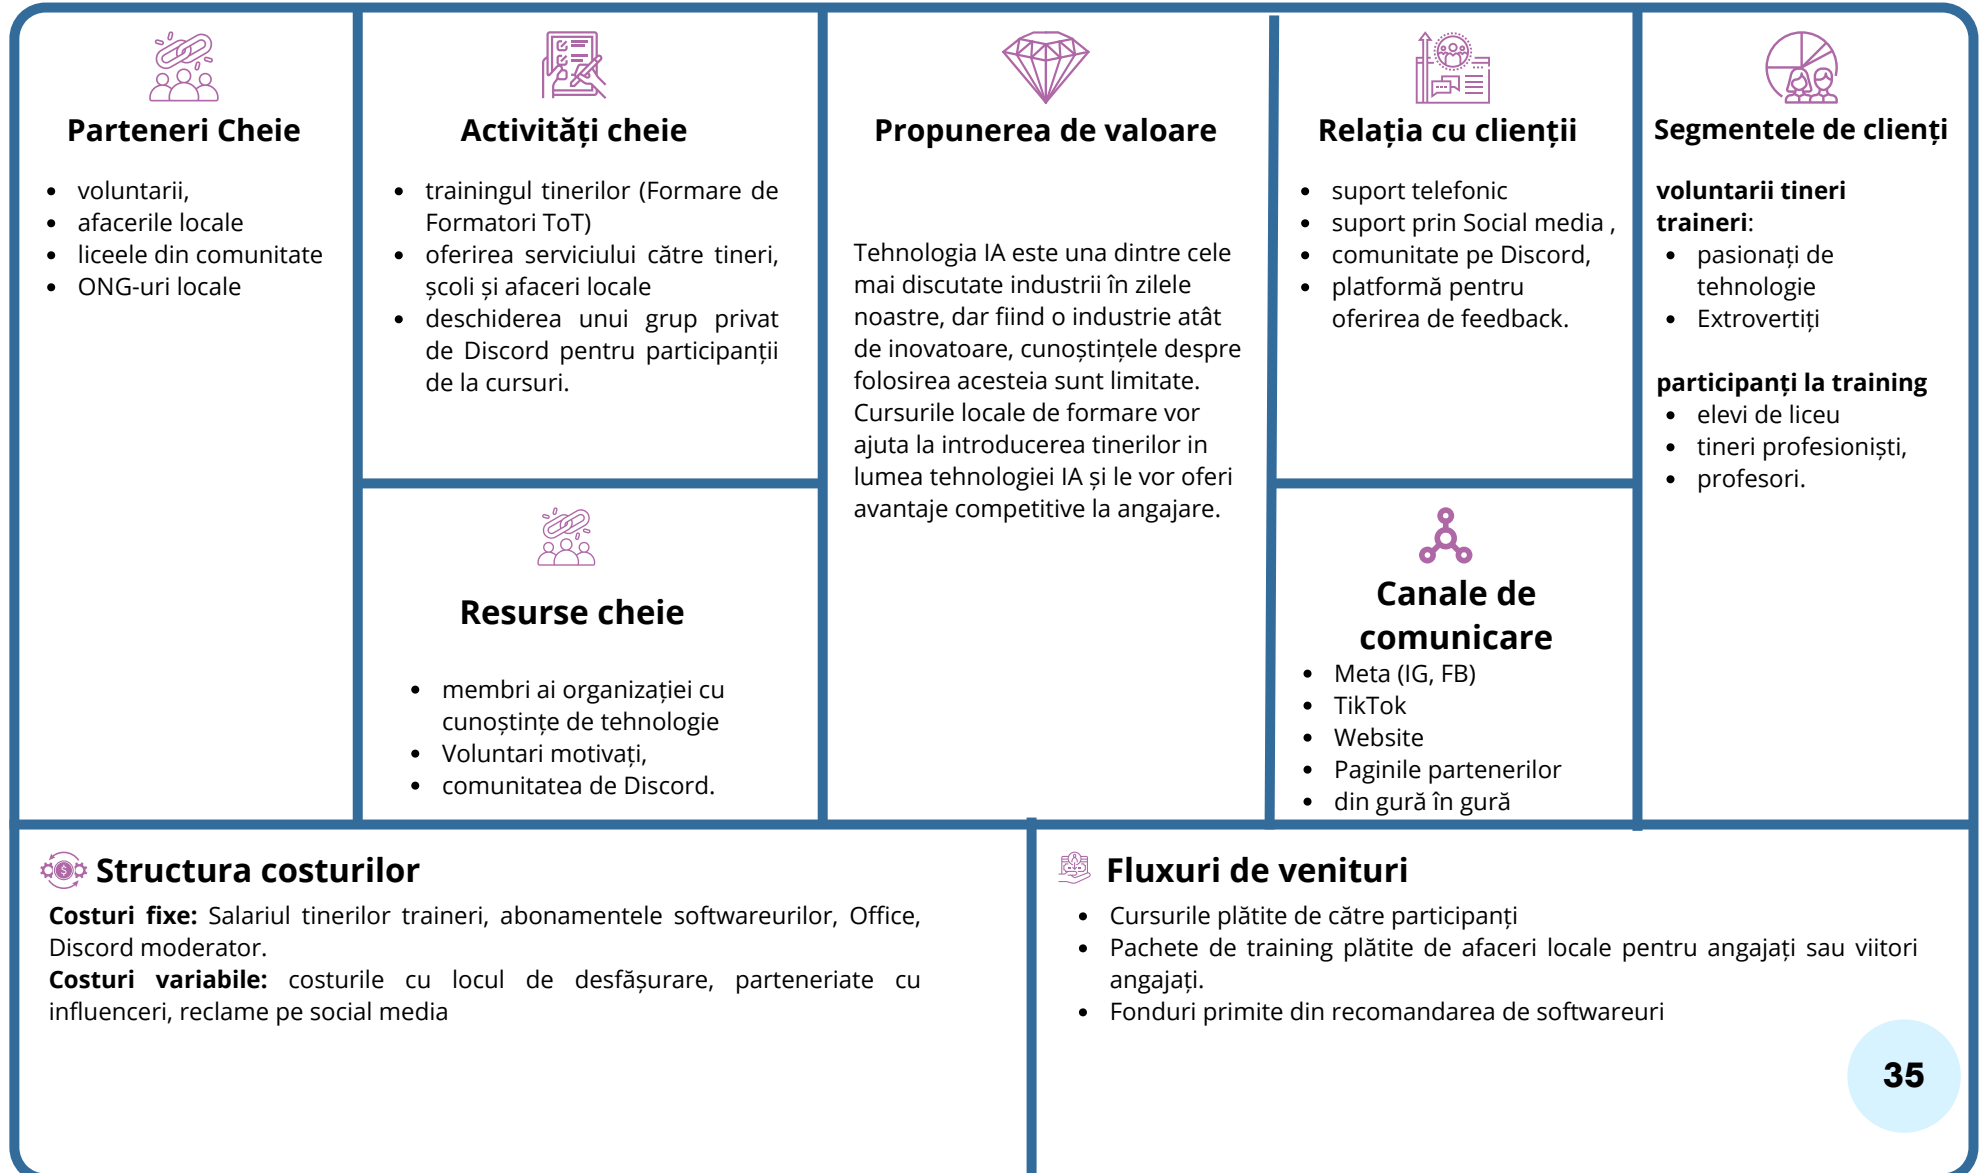 Parteneri Cheie
voluntarii,
afacerile locale
liceele din comunitate
ONG-uri locale
Activități cheie
trainingul tinerilor (Formare de
Formatori ToT)
oferirea serviciului către tineri,
școli și afaceri locale
deschiderea unui grup privat
de Discord pentru participanții
de la cursuri.
Resurse cheie
membri ai organizației cu
cunoștințe de tehnologie
Voluntari motivați,
comunitatea de Discord.
Propunerea de valoare
Tehnologia IA este una dintre cele
mai discutate industrii în zilele
noastre, dar fiind o industrie atât
de inovatoare, cunoștințele despre
folosirea acesteia sunt limitate.
Cursurile locale de formare vor
ajuta la introducerea tinerilor in
lumea tehnologiei IA și le vor oferi
avantaje competitive la angajare.
Relația cu clienții
suport telefonic
suport prin Social media ,
comunitate pe Discord,
platformă pentru
oferirea de feedback.
Canale de
comunicare
Meta (IG, FB)
TikTok
Website
Paginile partenerilor
din gură în gură
Segmentele de clienți
voluntarii tineri
traineri:
pasionați de
tehnologie
Extrovertiți
participanți la training
elevi de liceu
tineri profesioniști,
profesori.
Structura costurilor
Costuri fixe: Salariul tinerilor traineri, abonamentele softwareurilor, Office,
Discord moderator.
Costuri variabile: costurile cu locul de desfășurare, parteneriate cu
influenceri, reclame pe social media
Fluxuri de venituri
Cursurile plătite de către participanți
Pachete de training plătite de afaceri locale pentru angajați sau viitori
angajați.
Fonduri primite din recomandarea de softwareuri
35